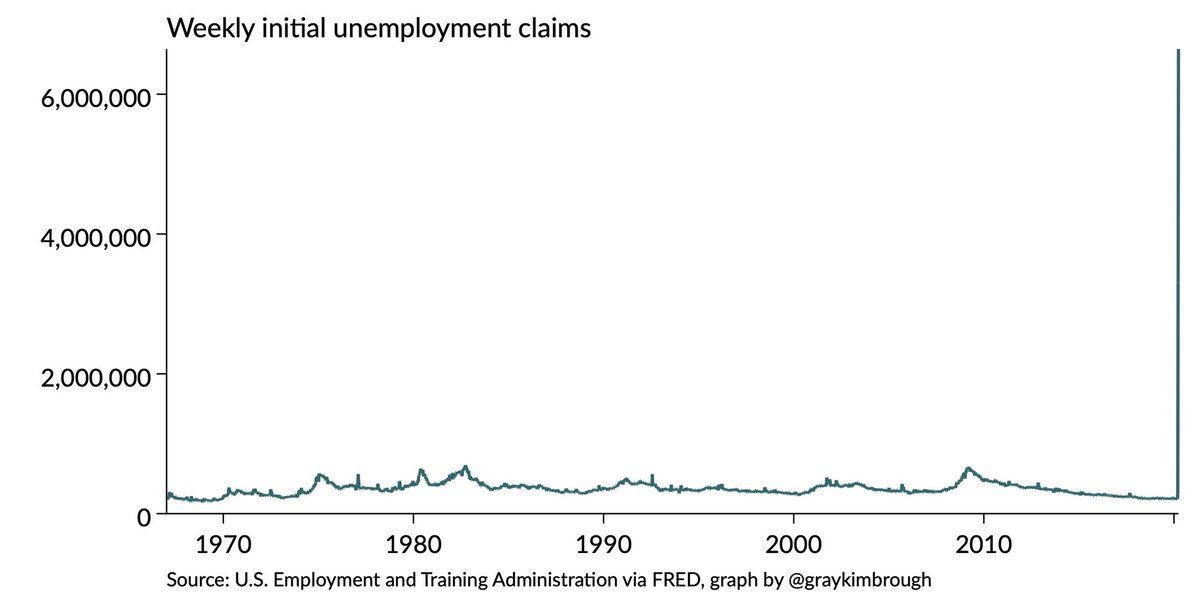 Weekly initial unemployment claims
6,000,000
4,000,000
2,000,000
0
1970 1980 1990 2000 2010
Source: U.S. Employment and Training Administration via FRED, graph by @graykimbrough